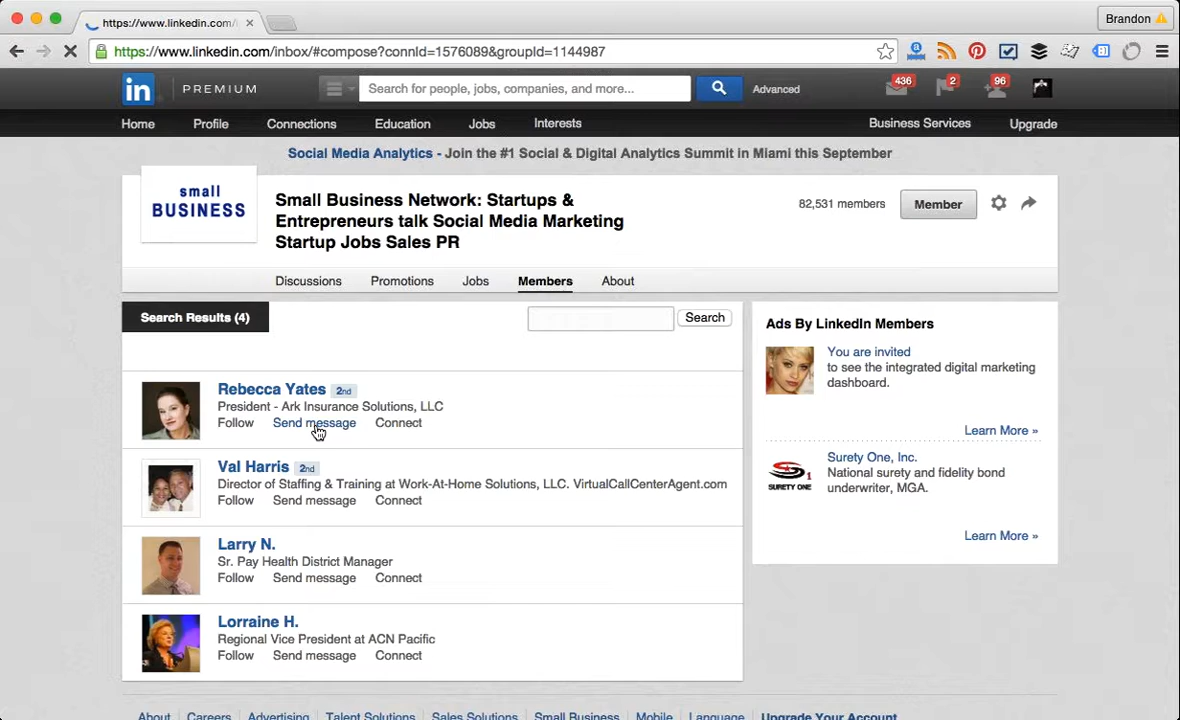 https://www.linkedin.com/
Brandon
https://www.linkedin.com/inbox/#compose?connId=1576089&groupId=1144987
in PREMIUM
Search for people, jobs, companies, and more...
Advanced
436
2
96
Home Profile Connections Education Jobs Interests Business Services Upgrade
Social Media Analytics - Join the #1 Social & Digital Analytics Summit in Miami this September
small
BUSINESS
Small Business Network: Startups &
Entrepreneurs talk Social Media Marketing
Startup Jobs Sales PR
82,531 members
Member
Discussions Promotions Jobs Members About
Search Results (4)
Search
Rebecca Yates 2nd
President - Ark Insurance Solutions, LLC
Follow Send message Connect
Val Harris 2nd
Director of Staffing & Training at Work-At-Home Solutions, LLC. VirtualCallCenterAgent.com
Follow Send message Connect
Larry N.
Sr. Pay Health District Manager
Follow Send message Connect
Lorraine H.
Regional Vice President at ACN Pacific
Follow Send message Connect
Ads By LinkedIn Members
You are invited
to see the integrated digital marketing
dashboard.
Learn More »
SURETY ONE
Surety One, Inc.
National surety and fidelity bond
underwriter, MGA.
Learn More »
About Careers Advertising Talent Solutions Sales Solutions Small Business Mobile Language Upgrade Your Account